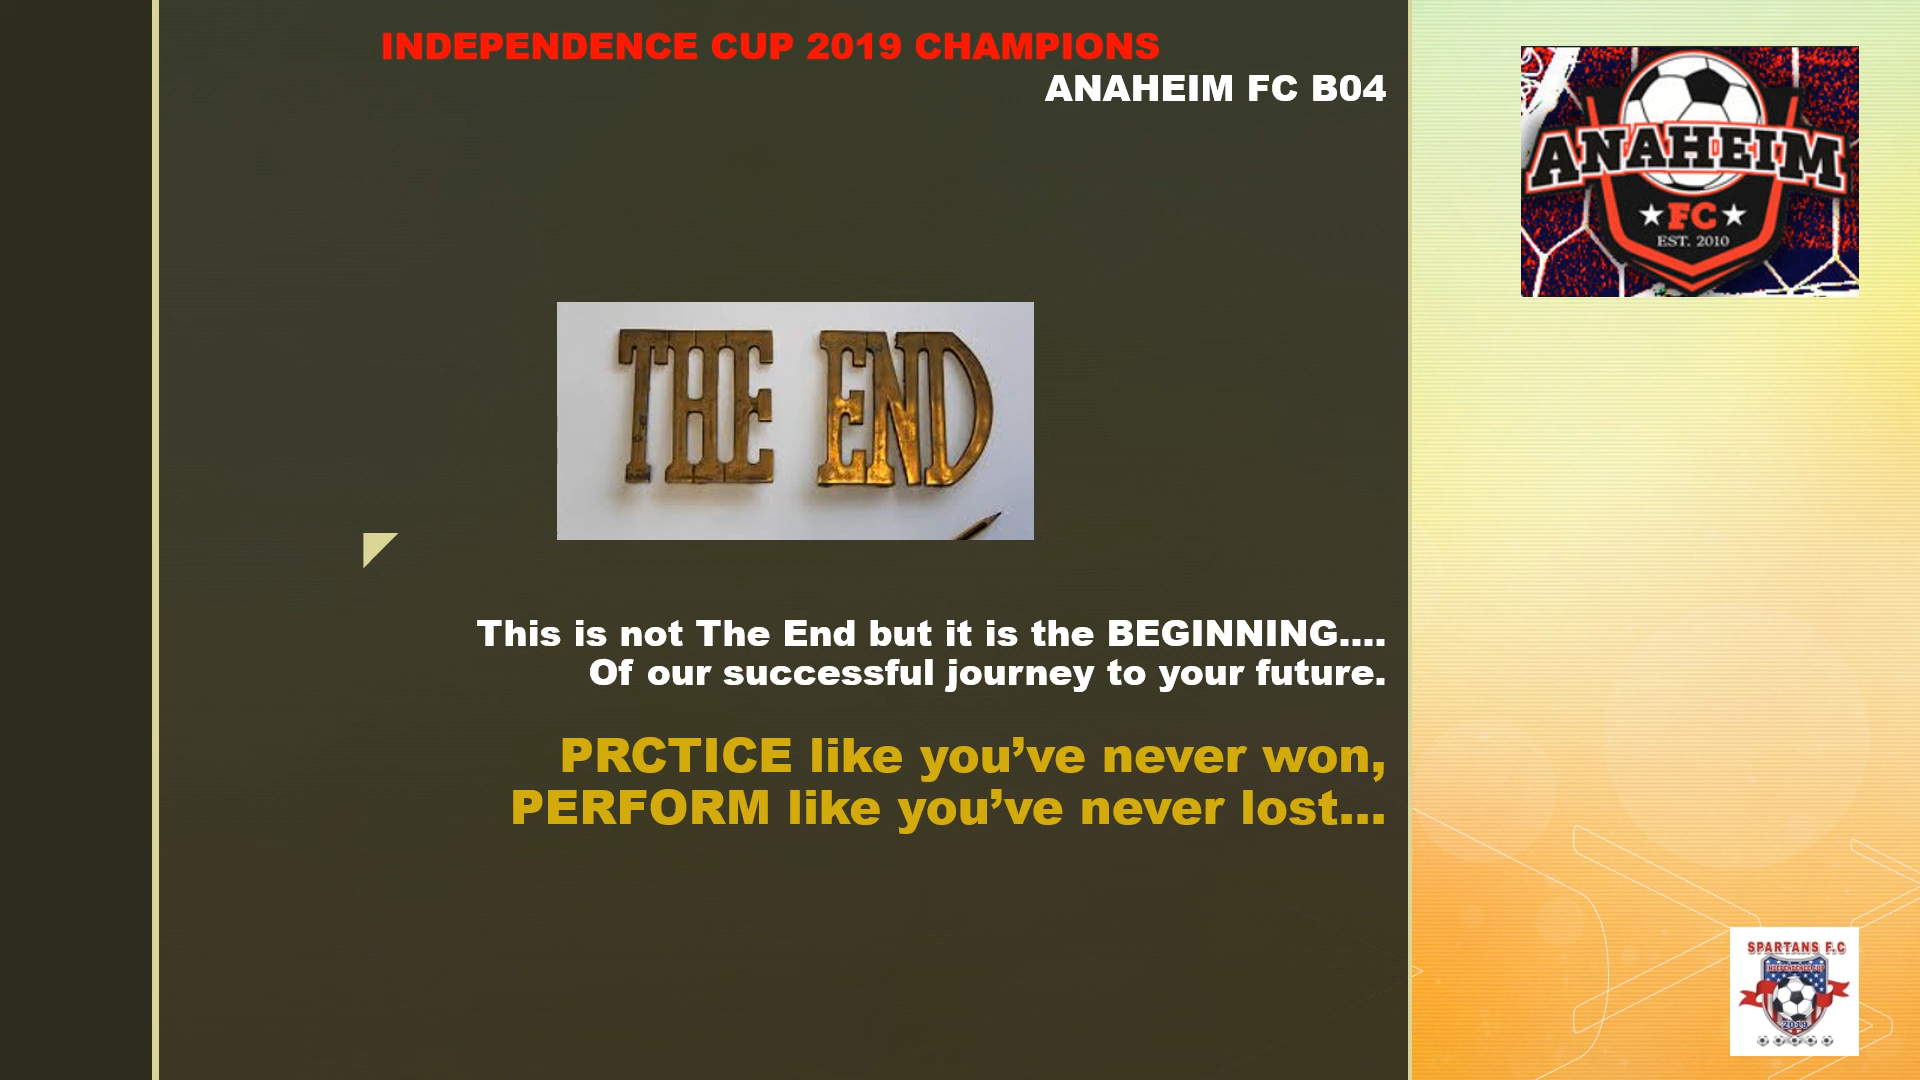 INDEPENDENCE CUP 2019 CHAMPIONS
ANAHEIM FC B04
ANAHEIM
FC
EST. 2010
THE END
This is not The End but it is the BEGINNING....
Of our successful journey to your future.
PRCTICE like you’ve never won,
PERFORM like you’ve never lost...
SPARTANS F.C
INDEPENDENCE CUP
2019